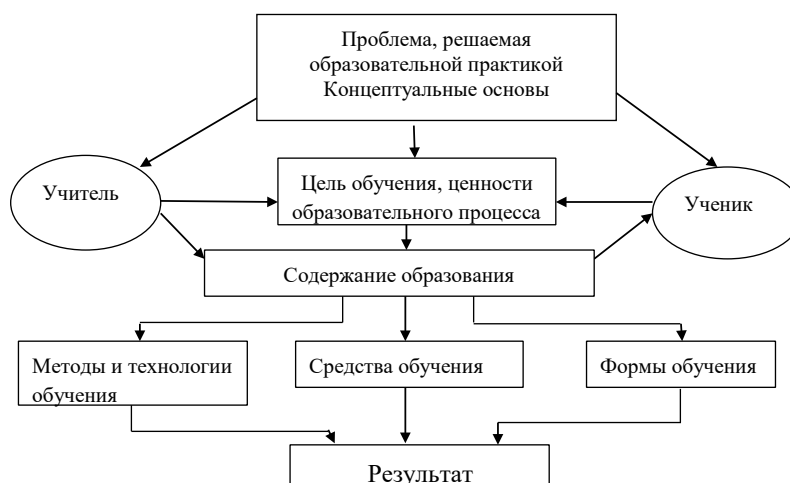 Проблема, решаемая
образовательной практикой
Концептуальные основы
Учитель
Цель обучения, ценности
образовательного процесса
Ученик
Содержание образования
Методы и технологии
обучения
Средства обучения
Формы обучения
Результат